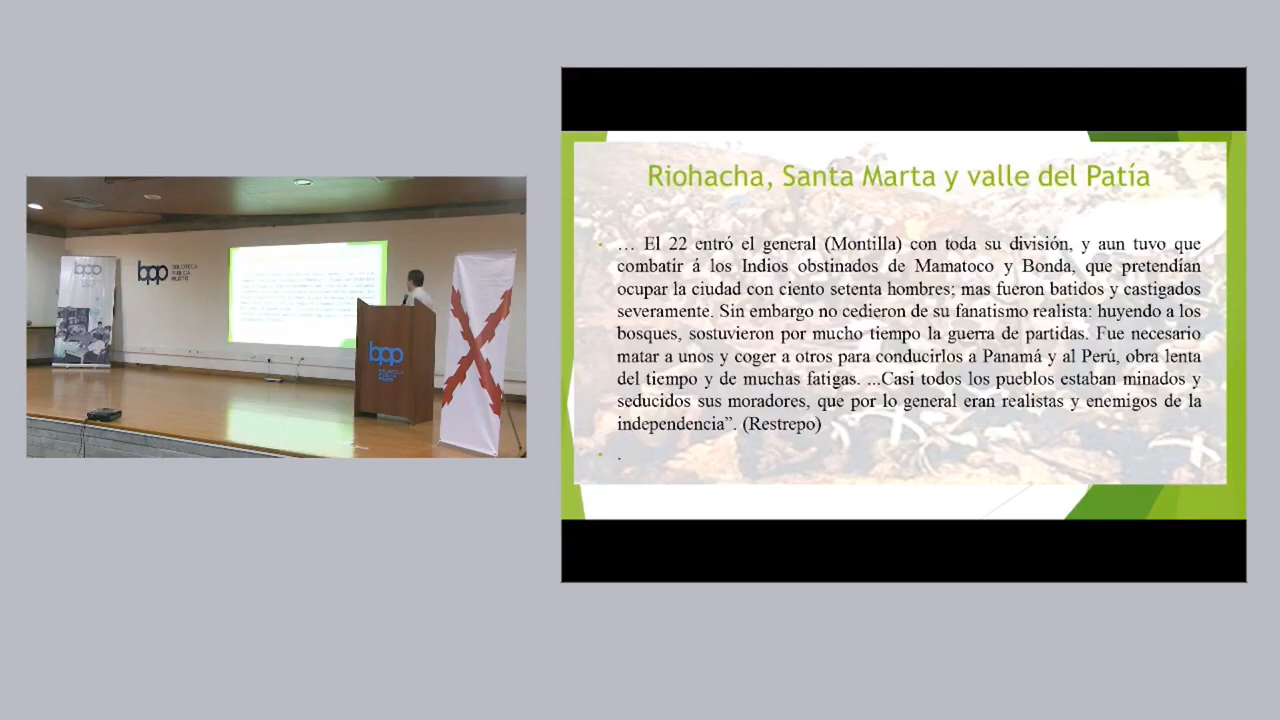 bpp
bpp BIBLIOTECA
PÚBLICA
PILOTO
bpp
Riohacha, Santa Marta y valle del Patía
… El 22 entró el general (Montilla) con toda su división, y aun tuvo que
combatir á los Indios obstinados de Mamatoco y Bonda, que pretendían
ocupar la ciudad con ciento setenta hombres; mas fueron batidos y castigados
severamente. Sin embargo no cedieron de su fanatismo realista: huyendo a los
bosques, sostuvieron por mucho tiempo la guerra de partidas. Fue necesario
matar a unos y coger a otros para conducirlos a Panamá y al Perú, obra lenta
del tiempo y de muchas fatigas. ...Casi todos los pueblos estaban minados y
seducidos sus moradores, que por lo general eran realistas y enemigos de la
independencia”. (Restrepo)
.